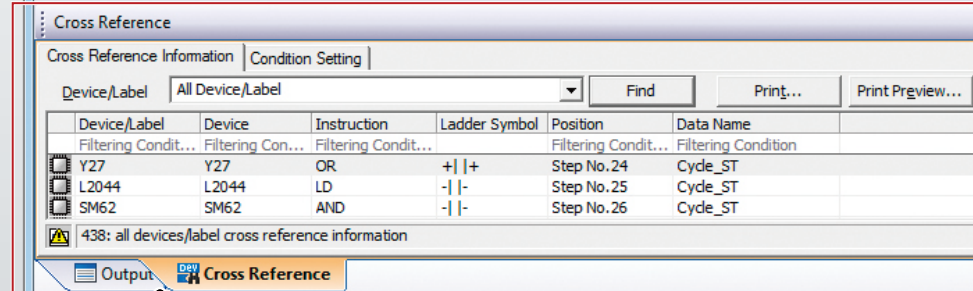 Cross Reference
Cross Reference Information Condition Setting
Device/Label All Device/Label Find Print... Print Preview...
Device/Label Device Instruction Ladder Symbol Position Data Name
Filtering Condit... Filtering Con... Filtering Condit... Filtering Condit... Filtering Condition
Y27 Y27 OR +| |+ Step No.24 Cycle_ST
L2044 L2044 LD -| |- Step No.25 Cycle_ST
SM62 SM62 AND -| |- Step No.26 Cycle_ST
438: all devices/label cross reference information
Output DEV Cross Reference